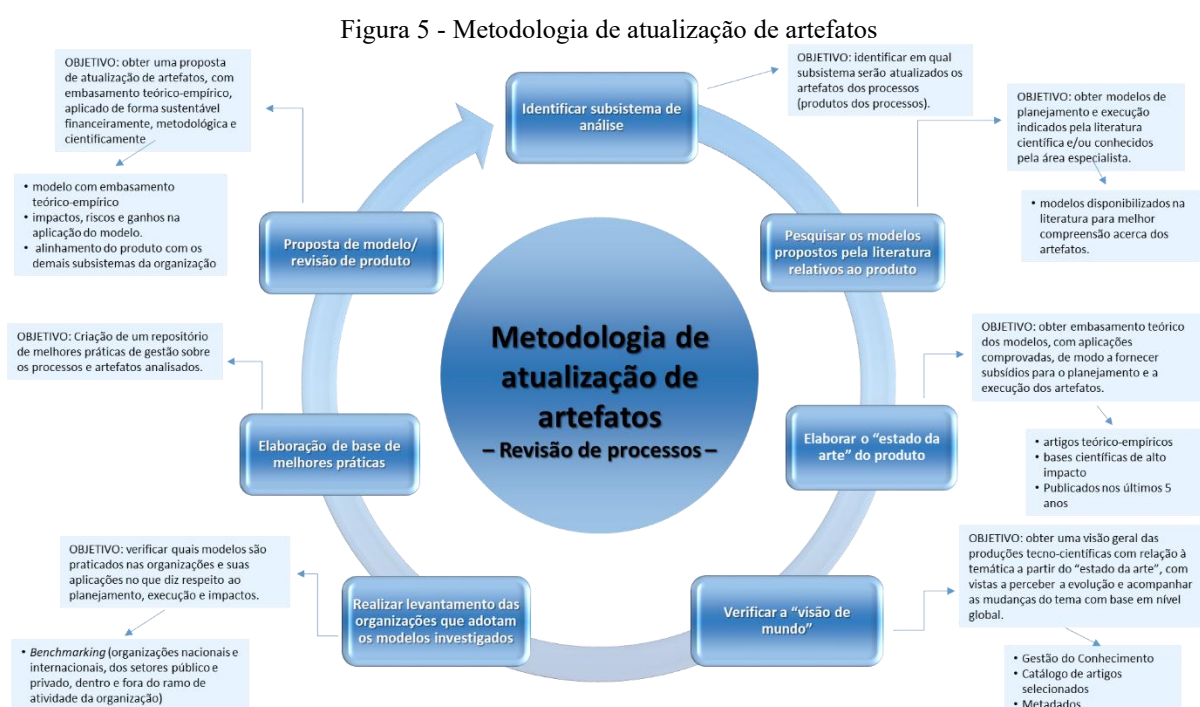 Figura 5 - Metodologia de atualização de artefatos
Identificar subsistema de
análise
OBJETIVO: identificar em qual
subsistema serão atualizados os
artefatos dos processos
(produtos dos processos).
Pesquisar os modelos
propostos pela literatura
relativos ao produto
OBJETIVO: obter modelos de
planejamento e execução
indicados pela literatura
científica e/ou conhecidos
pela área especialista.
• modelos disponibilizados na
literatura para melhor
compreensão acerca dos
artefatos.
Elaborar o “estado da
arte” do produto
OBJETIVO: obter embasamento teórico
dos modelos, com aplicações
comprovadas, de modo a fornecer
subsídios para o planejamento e a
execução dos artefatos.
• artigos teórico-empíricos
• bases científicas de alto
impacto
• Publicados nos últimos 5
anos
Verificar a “visão de
mundo”
OBJETIVO: obter uma visão geral das
produções tecno-científicas com relação à
temática a partir do “estado da arte”, com
vistas a perceber a evolução e acompanhar
as mudanças do tema com base em nível
global.
• Gestão do Conhecimento
• Catálogo de artigos
selecionados
• Metadados
Realizar levantamento das
organizações que adotam
os modelos investigados
OBJETIVO: verificar quais modelos são
praticados nas organizações e suas
aplicações no que diz respeito ao
planejamento, execução e impactos.
• Benchmarking (organizações nacionais e
internacionais, dos setores público e
privado, dentro e fora do ramo de
atividade da organização)
Elaboração de base de
melhores práticas
OBJETIVO: Criação de um repositório
de melhores práticas de gestão sobre
os processos e artefatos analisados.
Proposta de modelo/
revisão de produto
OBJETIVO: obter uma proposta
de atualização de artefatos, com
embasamento teórico-empírico,
aplicado de forma sustentável
financeiramente, metodológica e
cientificamente
• modelo com embasamento
teórico-empírico
• impactos, riscos e ganhos na
aplicação do modelo.
• alinhamento do produto com os
demais subsistemas da organização
Metodologia de
atualização de
artefatos
– Revisão de processos –